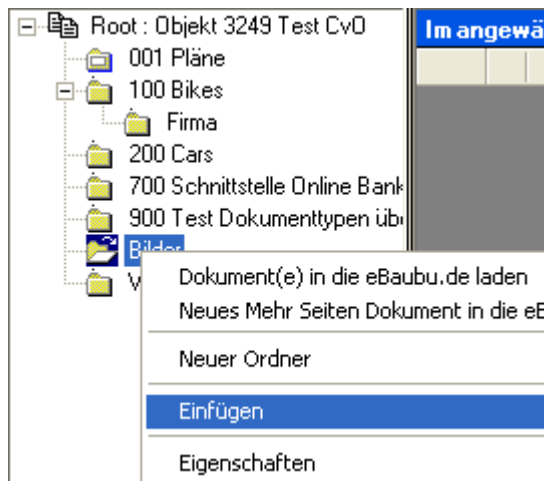 Root : Objekt 3249 Test CvO
Im angewä
001 Pläne
100 Bikes
Firma
200 Cars
700 Schnittstelle Online Bank
900 Test Dokumenttypen üb
Bilder
V
Dokument(e) in die eBaubu.de laden
Neues Mehr Seiten Dokument in die eB
Neuer Ordner
Einfügen
Eigenschaften